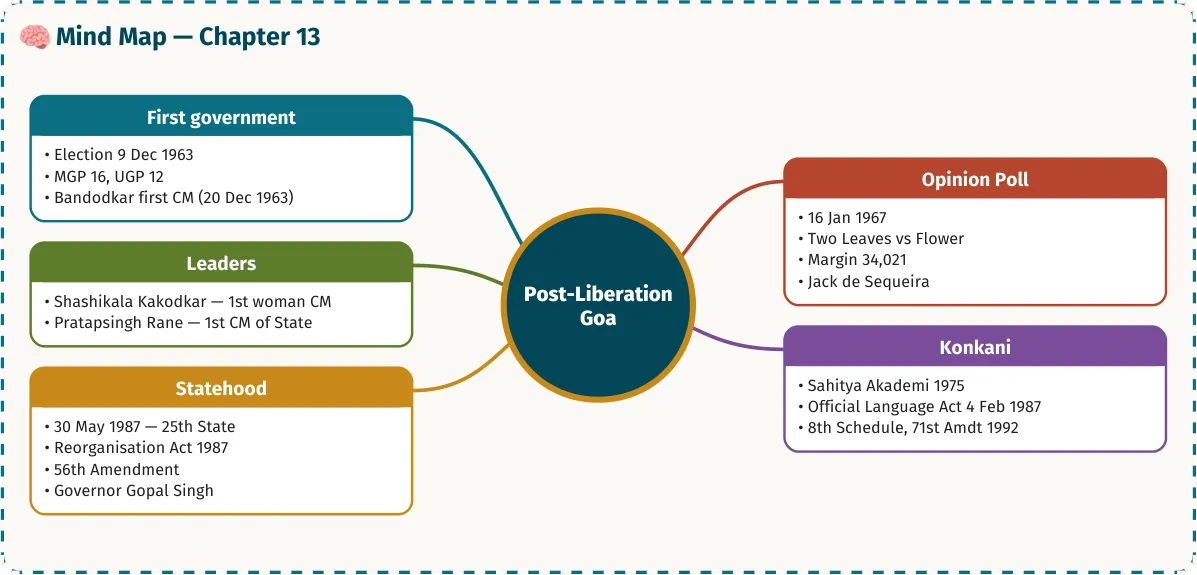 🧠 Mind Map — Chapter 13
First government
• Election 9 Dec 1963
• MGP 16, UGP 12
• Bandodkar first CM (20 Dec 1963)
Leaders
• Shashikala Kakodkar — 1st woman CM
• Pratapsingh Rane — 1st CM of State
Statehood
• 30 May 1987 — 25th State
• Reorganisation Act 1987
• 56th Amendment
• Governor Gopal Singh
Post-Liberation
Goa
Opinion Poll
• 16 Jan 1967
• Two Leaves vs Flower
• Margin 34,021
• Jack de Sequeira
Konkani
• Sahitya Akademi 1975
• Official Language Act 4 Feb 1987
• 8th Schedule, 71st Amdt 1992